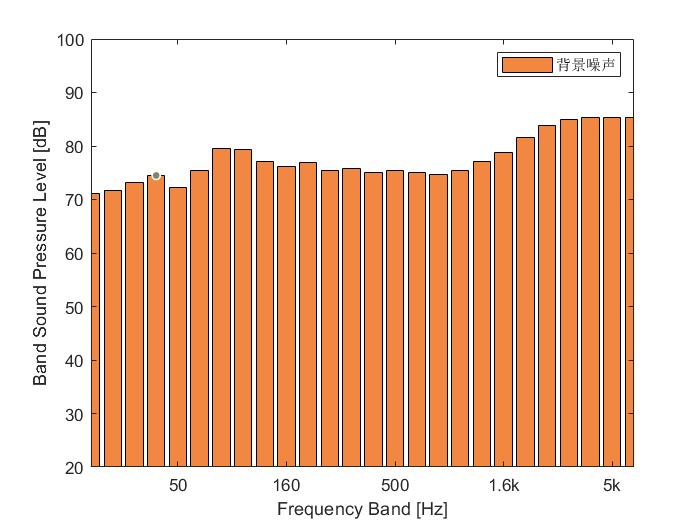 100
90
80
70
60
50
40
30
20
Band Sound Pressure Level [dB]
背景噪声
50 160 500 1.6k 5k
Frequency Band [Hz]